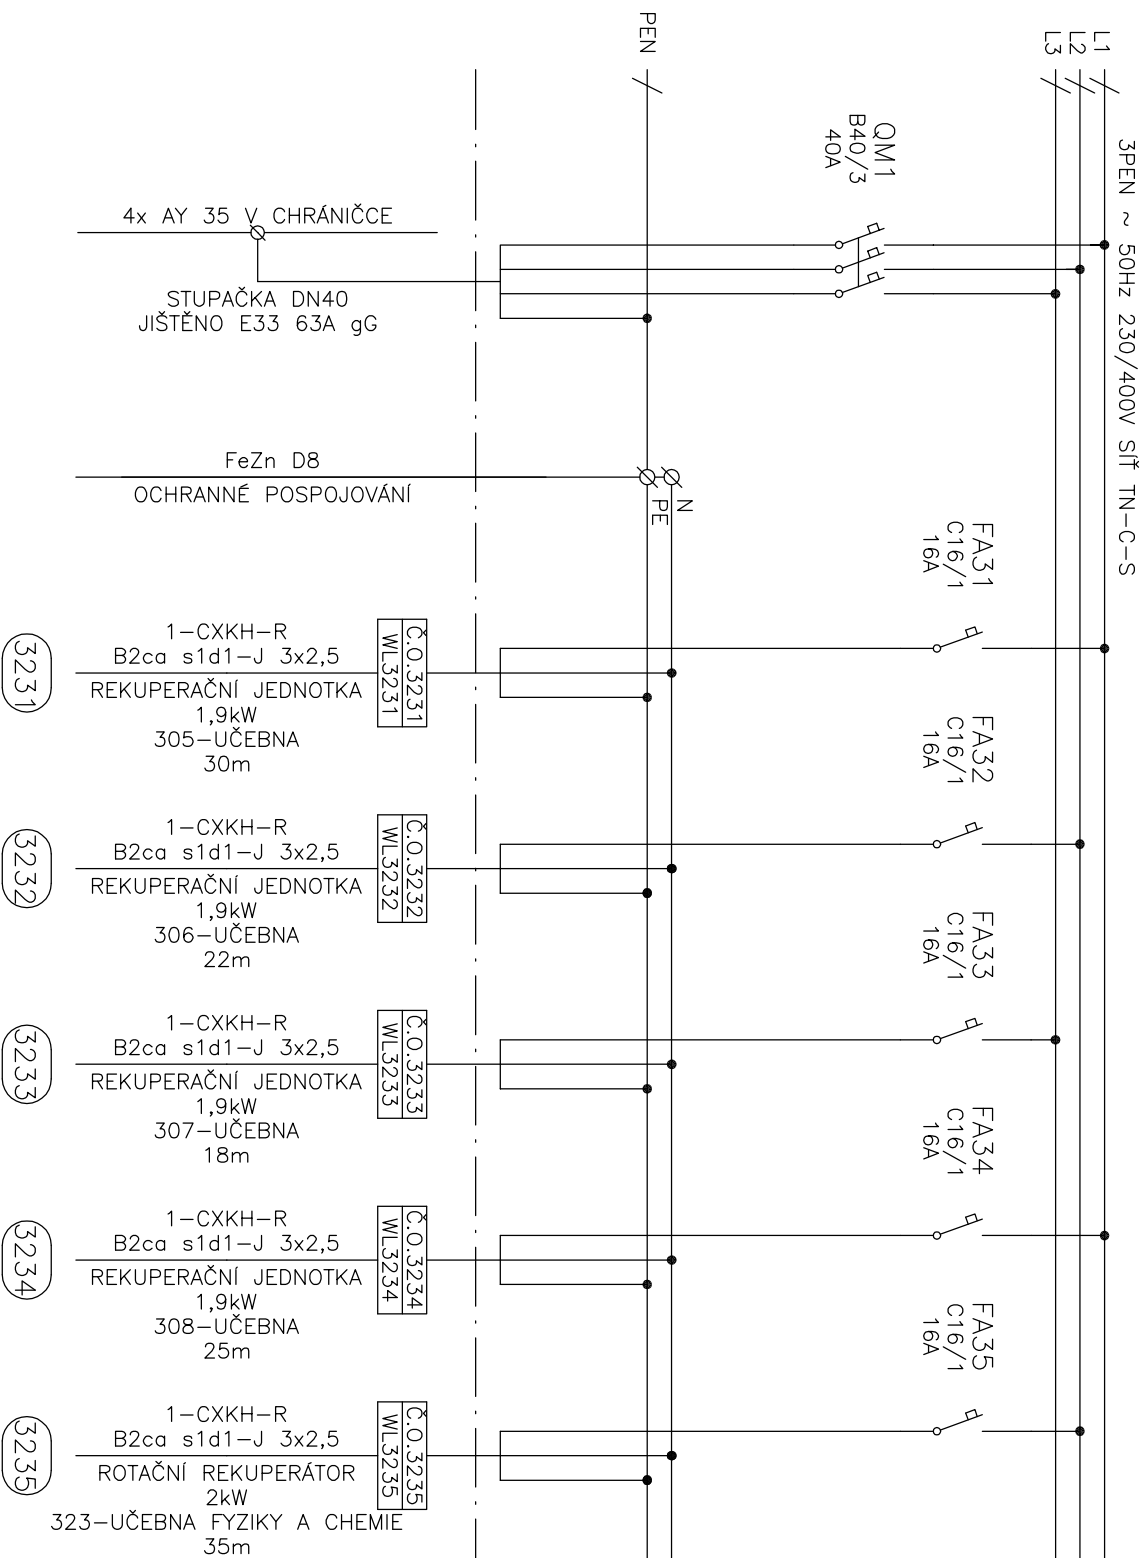 3PEN ~ 50Hz 230/400V SÍŤ TN-C-S
L1
L2
L3
PEN
QM1
B40/3
40A
4x AY 35 V CHRÁNIČCE
STUPAČKA DN40
JIŠTĚNO E33 63A gG
FeZn D8
OCHRANNÉ POSPOJOVÁNÍ
N
PE
FA31
C16/1
16A
Č.O.3231
WL3231
1-CXKH-R
B2ca s1d1-J 3x2,5
REKUPERAČNÍ JEDNOTKA
1,9kW
305-UČEBNA
30m
3231
FA32
C16/1
16A
Č.O.3232
WL3232
1-CXKH-R
B2ca s1d1-J 3x2,5
REKUPERAČNÍ JEDNOTKA
1,9kW
306-UČEBNA
22m
3232
FA33
C16/1
16A
Č.O.3233
WL3233
1-CXKH-R
B2ca s1d1-J 3x2,5
REKUPERAČNÍ JEDNOTKA
1,9kW
307-UČEBNA
18m
3233
FA34
C16/1
16A
Č.O.3234
WL3234
1-CXKH-R
B2ca s1d1-J 3x2,5
REKUPERAČNÍ JEDNOTKA
1,9kW
308-UČEBNA
25m
3234
FA35
C16/1
16A
Č.O.3235
WL3235
1-CXKH-R
B2ca s1d1-J 3x2,5
ROTAČNÍ REKUPERÁTOR
2kW
323-UČEBNA FYZIKY A CHEMIE
35m
3235